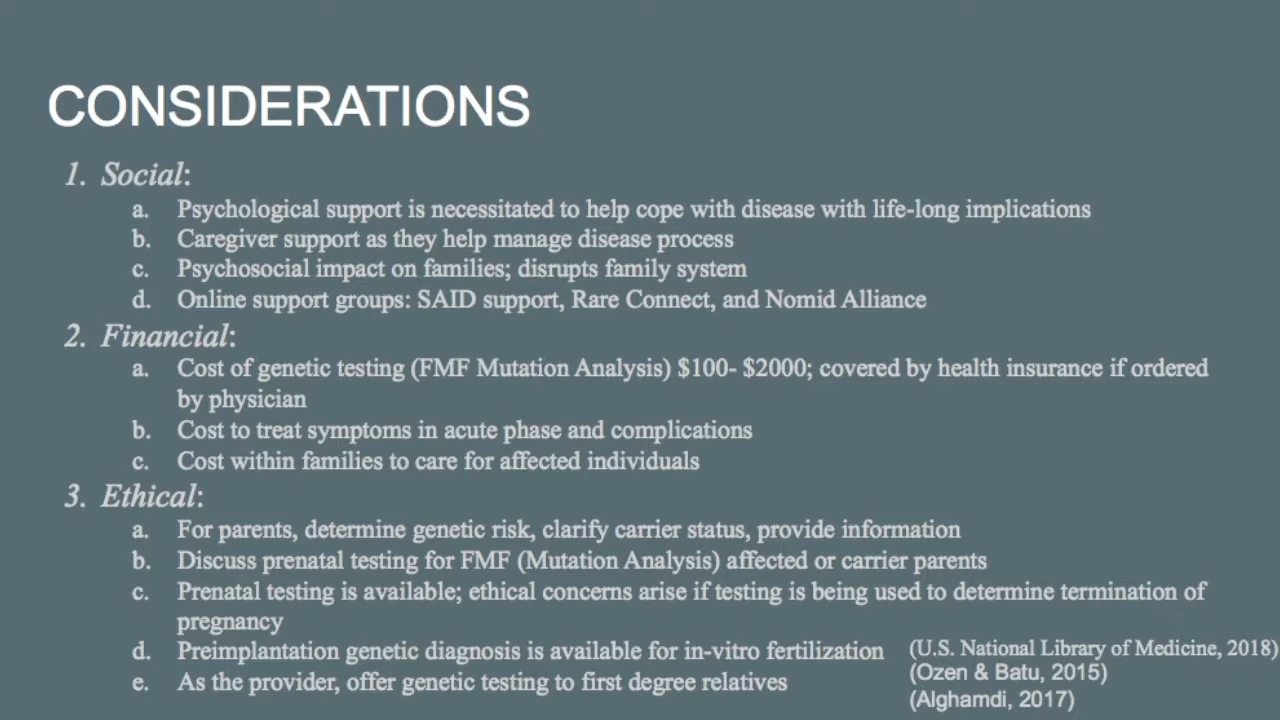 CONSIDERATIONS
1. Social:
a. Psychological support is necessitated to help cope with disease with life-long implications
b. Caregiver support as they help manage disease process
c. Psychosocial impact on families; disrupts family system
d. Online support groups: SAID support, Rare Connect, and Nomid Alliance
2. Financial:
a. Cost of genetic testing (FMF Mutation Analysis) $100- $2000; covered by health insurance if ordered
by physician
b. Cost to treat symptoms in acute phase and complications
c. Cost within families to care for affected individuals
3. Ethical:
a. For parents, determine genetic risk, clarify carrier status, provide information
b. Discuss prenatal testing for FMF (Mutation Analysis) affected or carrier parents
c. Prenatal testing is available; ethical concerns arise if testing is being used to determine termination of
pregnancy
d. Preimplantation genetic diagnosis is available for in-vitro fertilization
e. As the provider, offer genetic testing to first degree relatives
(U.S. National Library of Medicine, 2018)
(Ozen & Batu, 2015)
(Alghamdi, 2017)